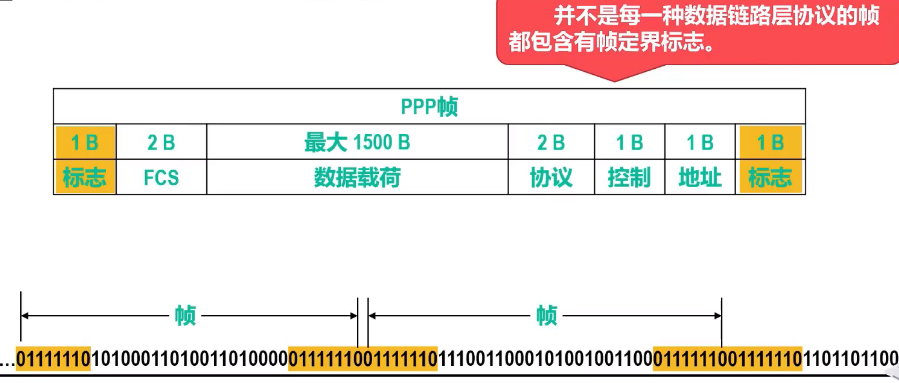 并不是每一种数据链路层协议的帧
都包含有帧定界标志。
PPP帧
1 B 2 B 最大 1500 B 2 B 1 B 1 B 1 B
标志 FCS 数据载荷 协议 控制 地址 标志
帧 帧
...01111110101000110100110100000111111001111110111001100010100100110001111110011111101101101100